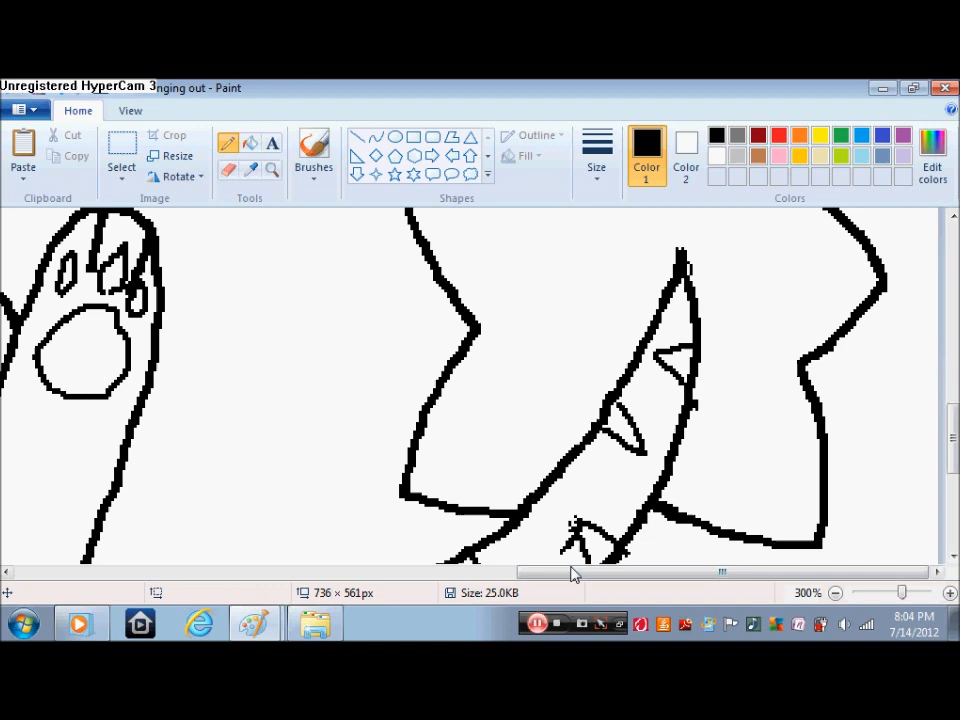 Unregistered HyperCam 3
nging out - Paint
Home View
Cut
Copy
Paste
Clipboard
Select
Crop
Resize
Rotate
Image
A
Tools
Brushes
Outline
Fill
Shapes
Size
Color 1
Color 2
Edit colors
Colors
736 × 561px
Size: 25.0KB
300%
8:04 PM
7/14/2012